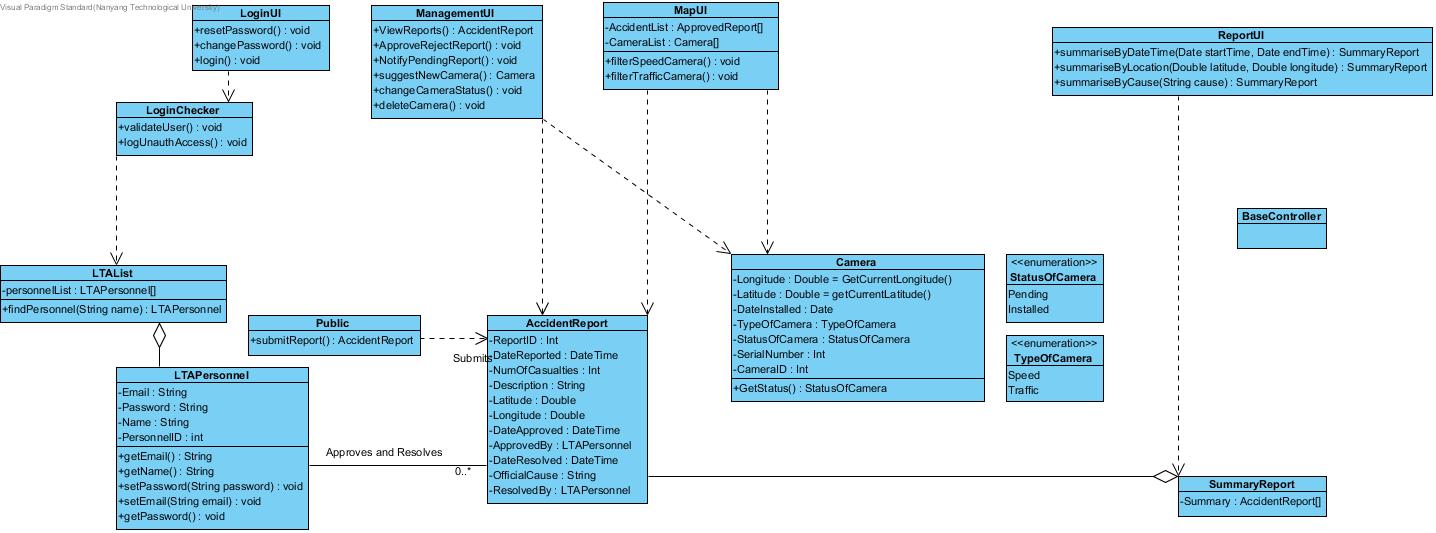 Visual Paradigm Standard(Nanyang Technological University)
LoginUI
+resetPassword() : void
+changePassword() : void
+login() : void
ManagementUI
+ViewReports() : AccidentReport
+ApproveRejectReport() : void
+NotifyPendingReport() : void
+suggestNewCamera() : Camera
+changeCameraStatus() : void
+deleteCamera() : void
MapUI
-AccidentList : ApprovedReport[]
-CameraList : Camera[]
+filterSpeedCamera() : void
+filterTrafficCamera() : void
ReportUI
+summariseByDateTime(Date startTime, Date endTime) : SummaryReport
+summariseByLocation(Double latitude, Double longitude) : SummaryReport
+summariseByCause(String cause) : SummaryReport
LoginChecker
+validateUser() : void
+logUnauthAccess() : void
BaseController
LTAList
-personnelList : LTAPersonnel[]
+findPersonnel(String name) : LTAPersonnel
Public
+submitReport() : AccidentReport
Submits
AccidentReport
-ReportID : Int
-DateReported : DateTime
-NumOfCasualties : Int
-Description : String
-Latitude : Double
-Longitude : Double
-DateApproved : DateTime
-ApprovedBy : LTAPersonnel
-DateResolved : DateTime
-OfficialCause : String
-ResolvedBy : LTAPersonnel
Camera
-Longitude : Double = GetCurrentLongitude()
-Latitude : Double = getCurrentLatitude()
-DateInstalled : Date
-TypeOfCamera : TypeOfCamera
-StatusOfCamera : StatusOfCamera
-SerialNumber : Int
-CameraID : Int
+GetStatus() : StatusOfCamera
<<enumeration>>
StatusOfCamera
Pending
Installed
<<enumeration>>
TypeOfCamera
Speed
Traffic
LTAPersonnel
-Email : String
-Password : String
-Name : String
-PersonnelID : int
+getEmail() : String
+getName() : String
+setPassword(String password) : void
+setEmail(String email) : void
+getPassword() : void
Approves and Resolves
0..*
SummaryReport
-Summary : AccidentReport[]